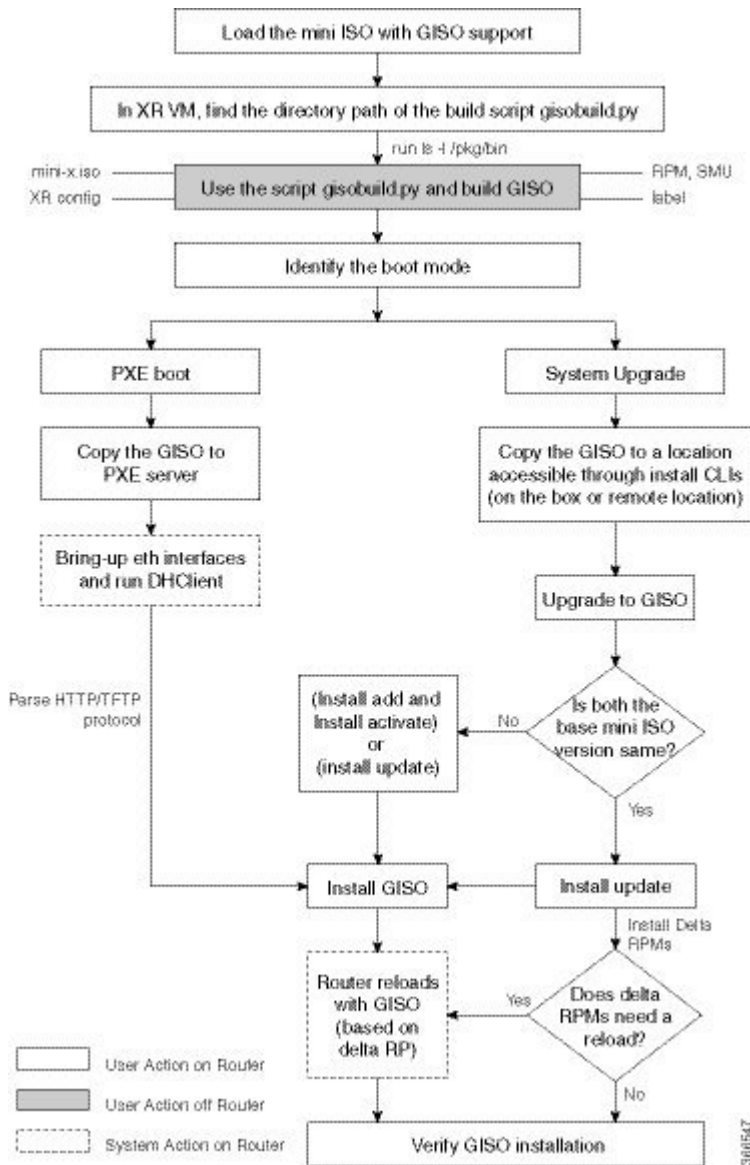 Load the mini ISO with GISO support
In XR VM, find the directory path of the build script gisobuild.py
run ls -l /pkg/bin
mini-x.iso
XR config
Use the script gisobuild.py and build GISO
RPM, SMU
label
Identify the boot mode
PXE boot
System Upgrade
Copy the GISO to
PXE server
Copy the GISO to a location
accessible through install CLIs
(on the box or remote location)
Bring-up eth interfaces
and run DHClient
Upgrade to GISO
Parse HTTP/TFTP
protocol
(Install add and
Install activate)
or
(install update)
No
Is both the
base mini ISO
version same?
Yes
Install GISO
Install update
Install Delta
RPMs
Router reloads
with GISO
(based on
delta RP)
Yes
Does delta
RPMs need a
reload?
No
User Action on Router
User Action off Router
System Action on Router
Verify GISO installation
366547